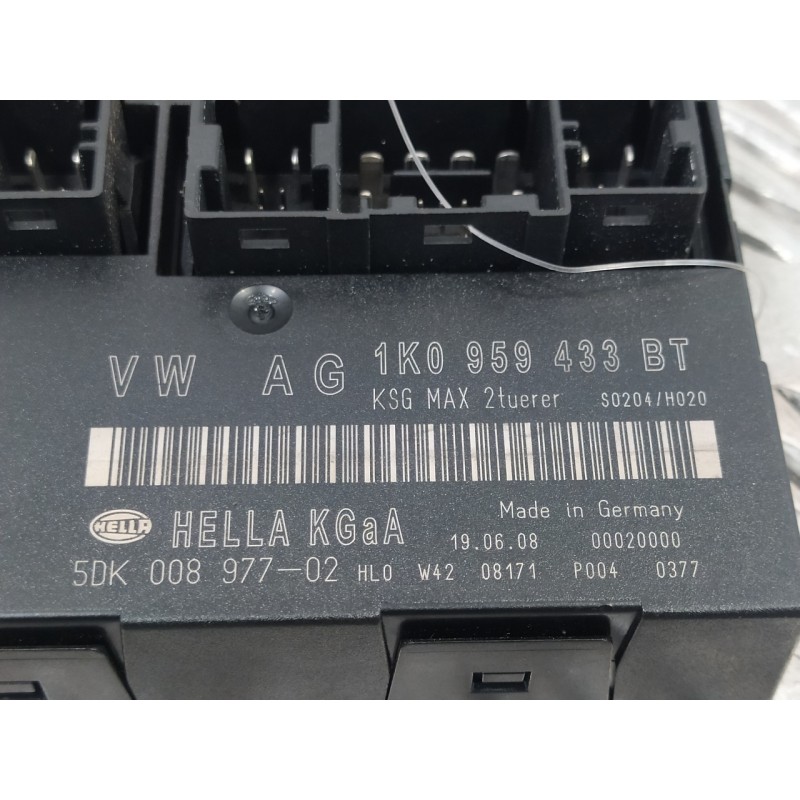 VW AG 1K0 959 433 BT
KSG MAX 2tuerer S0204/H020
HELLA HELLA KGaA Made in Germany
19.06.08 00020000
5DK 008 977-02 HLO W42 08171 P004 0377